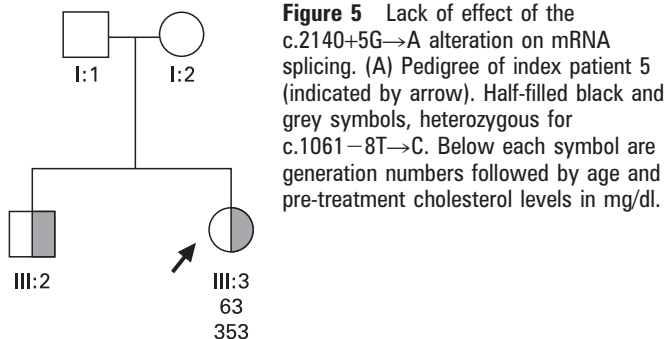 I:1 I:2
III:2 III:3
63
353
Figure 5 Lack of effect of the
c.2140+5G→A alteration on mRNA
splicing. (A) Pedigree of index patient 5
(indicated by arrow). Half-filled black and
grey symbols, heterozygous for
c.1061−8T→C. Below each symbol are
generation numbers followed by age and
pre-treatment cholesterol levels in mg/dl.